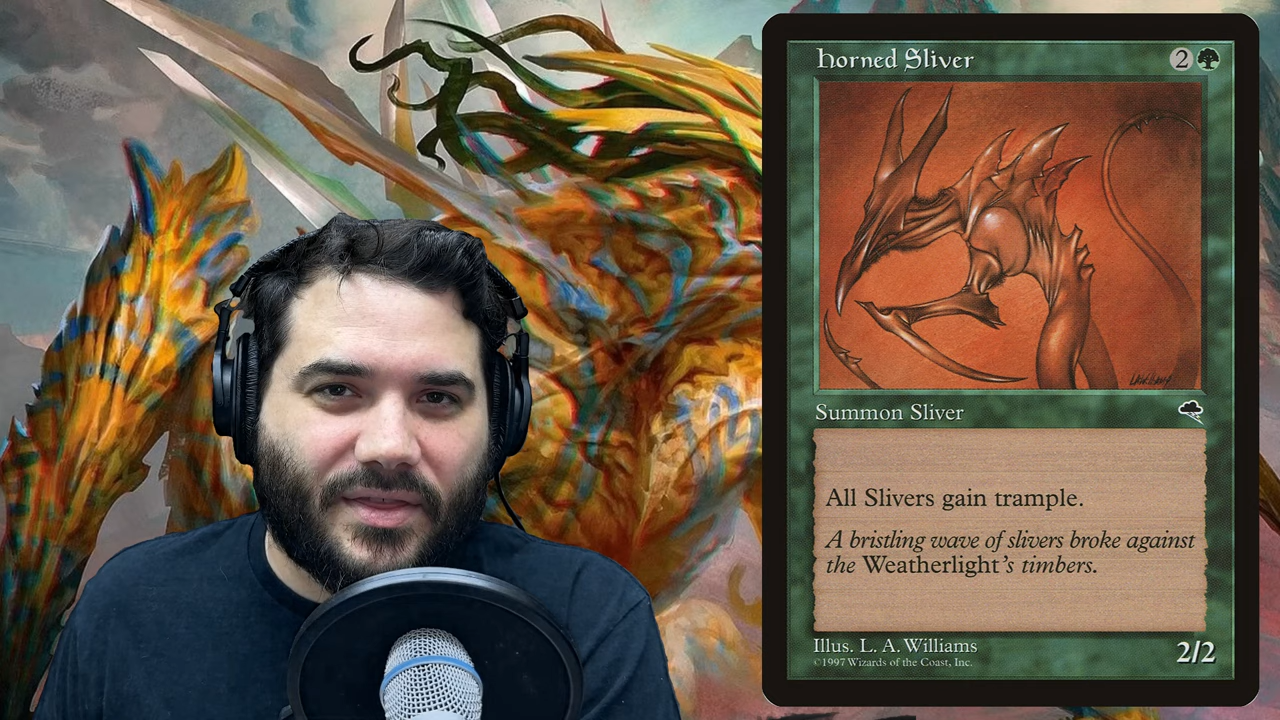 Horned Sliver 2
Summon Sliver
All Slivers gain trample.
A bristling wave of slivers broke against
the Weatherlight's timbers.
Illus. L. A. Williams
©1997 Wizards of the Coast, Inc.
2/2